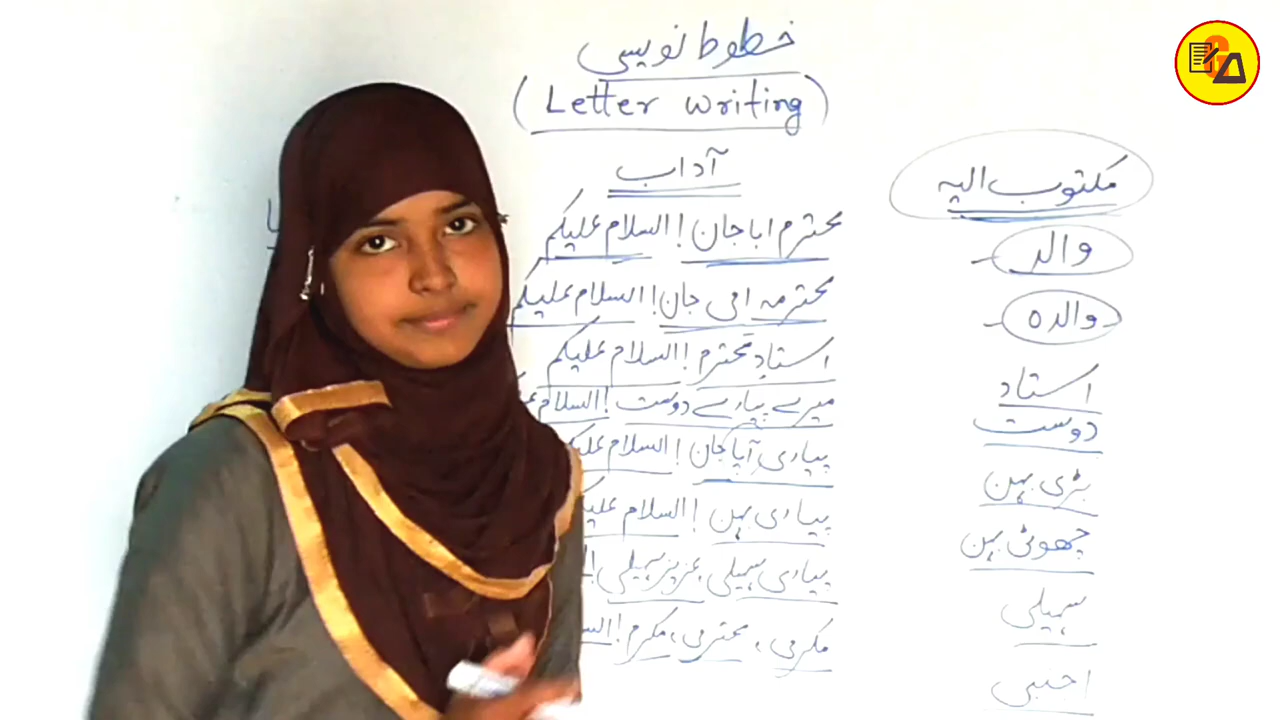 خطوط نویسی
(Letter writing)
مکتوب الیہ
آداب
والد
محترم ابا جان ! السلام علیکم
والدہ
محترمہ امی جان ! السلام علیکم
استاد
استادِ محترم ! السلام علیکم
دوست
میرے پیارے دوست ! السلام
بڑی بہن
پیاری آپا جان ! السلام علیکم
چھوٹی بہن
پیاری بہن ! السلام علیکم
سہیلی
پیاری سہیلی، عزیز سہیلی !
اجنبی
مکرمی، محترمی، مکرم !